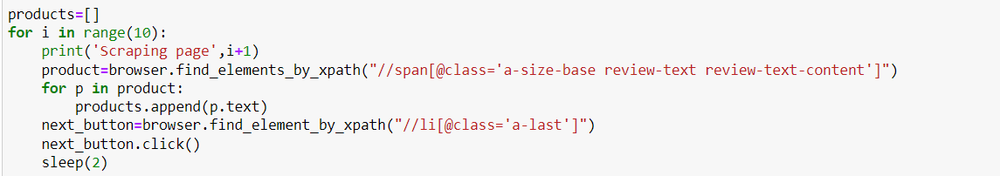 products=[]
for i in range(10):
    print('Scraping page',i+1)
    product=browser.find_elements_by_xpath("//span[@class='a-size-base review-text review-text-content']")
    for p in product:
        products.append(p.text)
    next_button=browser.find_element_by_xpath("//li[@class='a-last']")
    next_button.click()
    sleep(2)